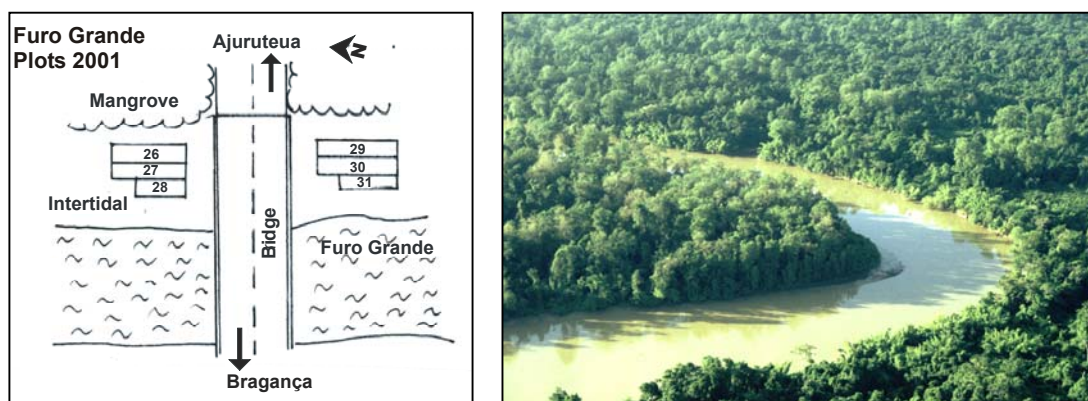 Furo Grande
Plots 2001
Ajuruteua
N
Mangrove
26
27
28
29
30
31
Intertidal
Bidge
Furo Grande
Bragança